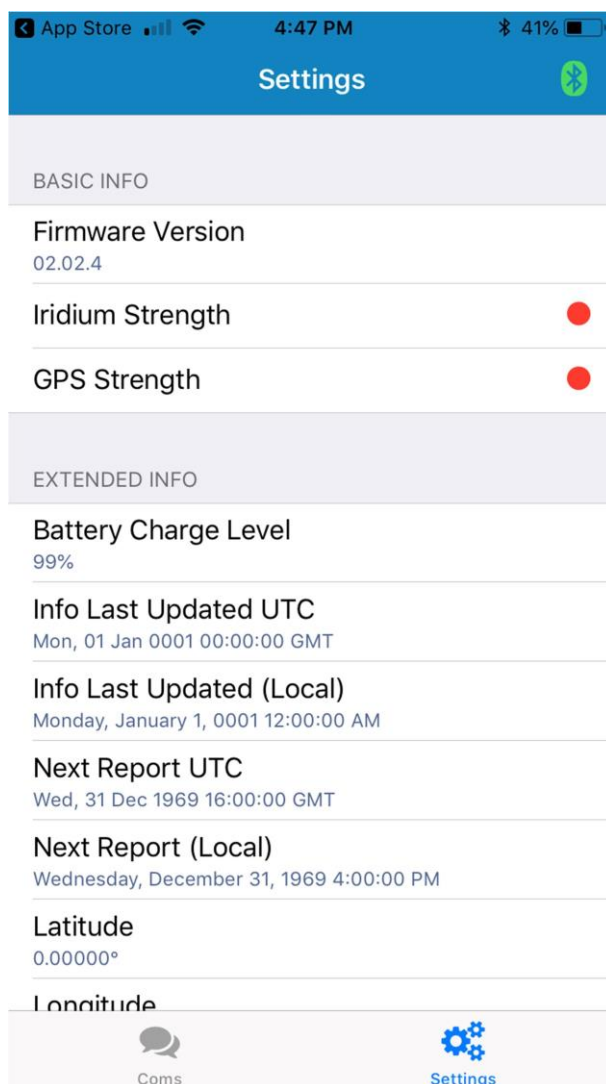 App Store 4:47 PM 41%
Settings
BASIC INFO
Firmware Version
02.02.4
Iridium Strength
GPS Strength
EXTENDED INFO
Battery Charge Level
99%
Info Last Updated UTC
Mon, 01 Jan 0001 00:00:00 GMT
Info Last Updated (Local)
Monday, January 1, 0001 12:00:00 AM
Next Report UTC
Wed, 31 Dec 1969 16:00:00 GMT
Next Report (Local)
Wednesday, December 31, 1969 4:00:00 PM
Latitude
0.00000°
Longitude
Coms Settings